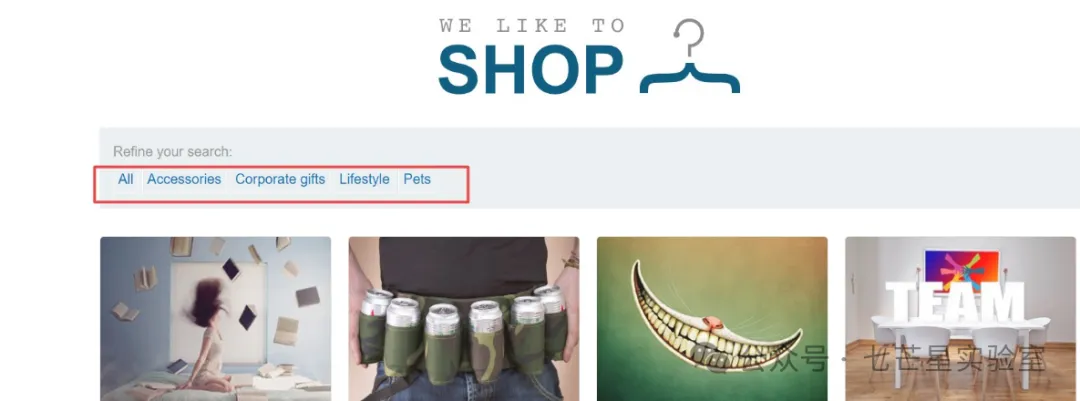 WE LIKE TO
SHOP
Refine your search:
All Accessories Corporate gifts Lifestyle Pets
TEAM
公众号 · 七芒星实验室